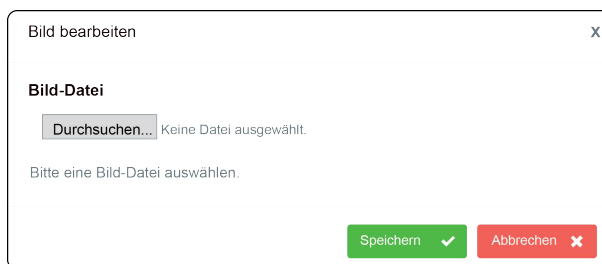 Bild bearbeiten X
Bild-Datei
Durchsuchen... Keine Datei ausgewählt.
Bitte eine Bild-Datei auswählen.
Speichern Abbrechen